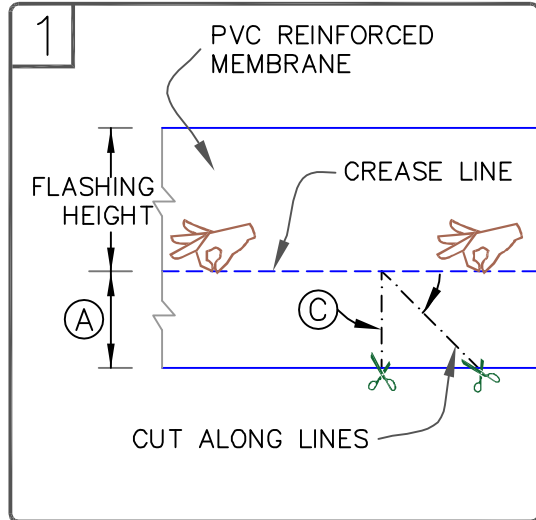 1
PVC REINFORCED
MEMBRANE
CREASE LINE
FLASHING
HEIGHT
A
C
CUT ALONG LINES